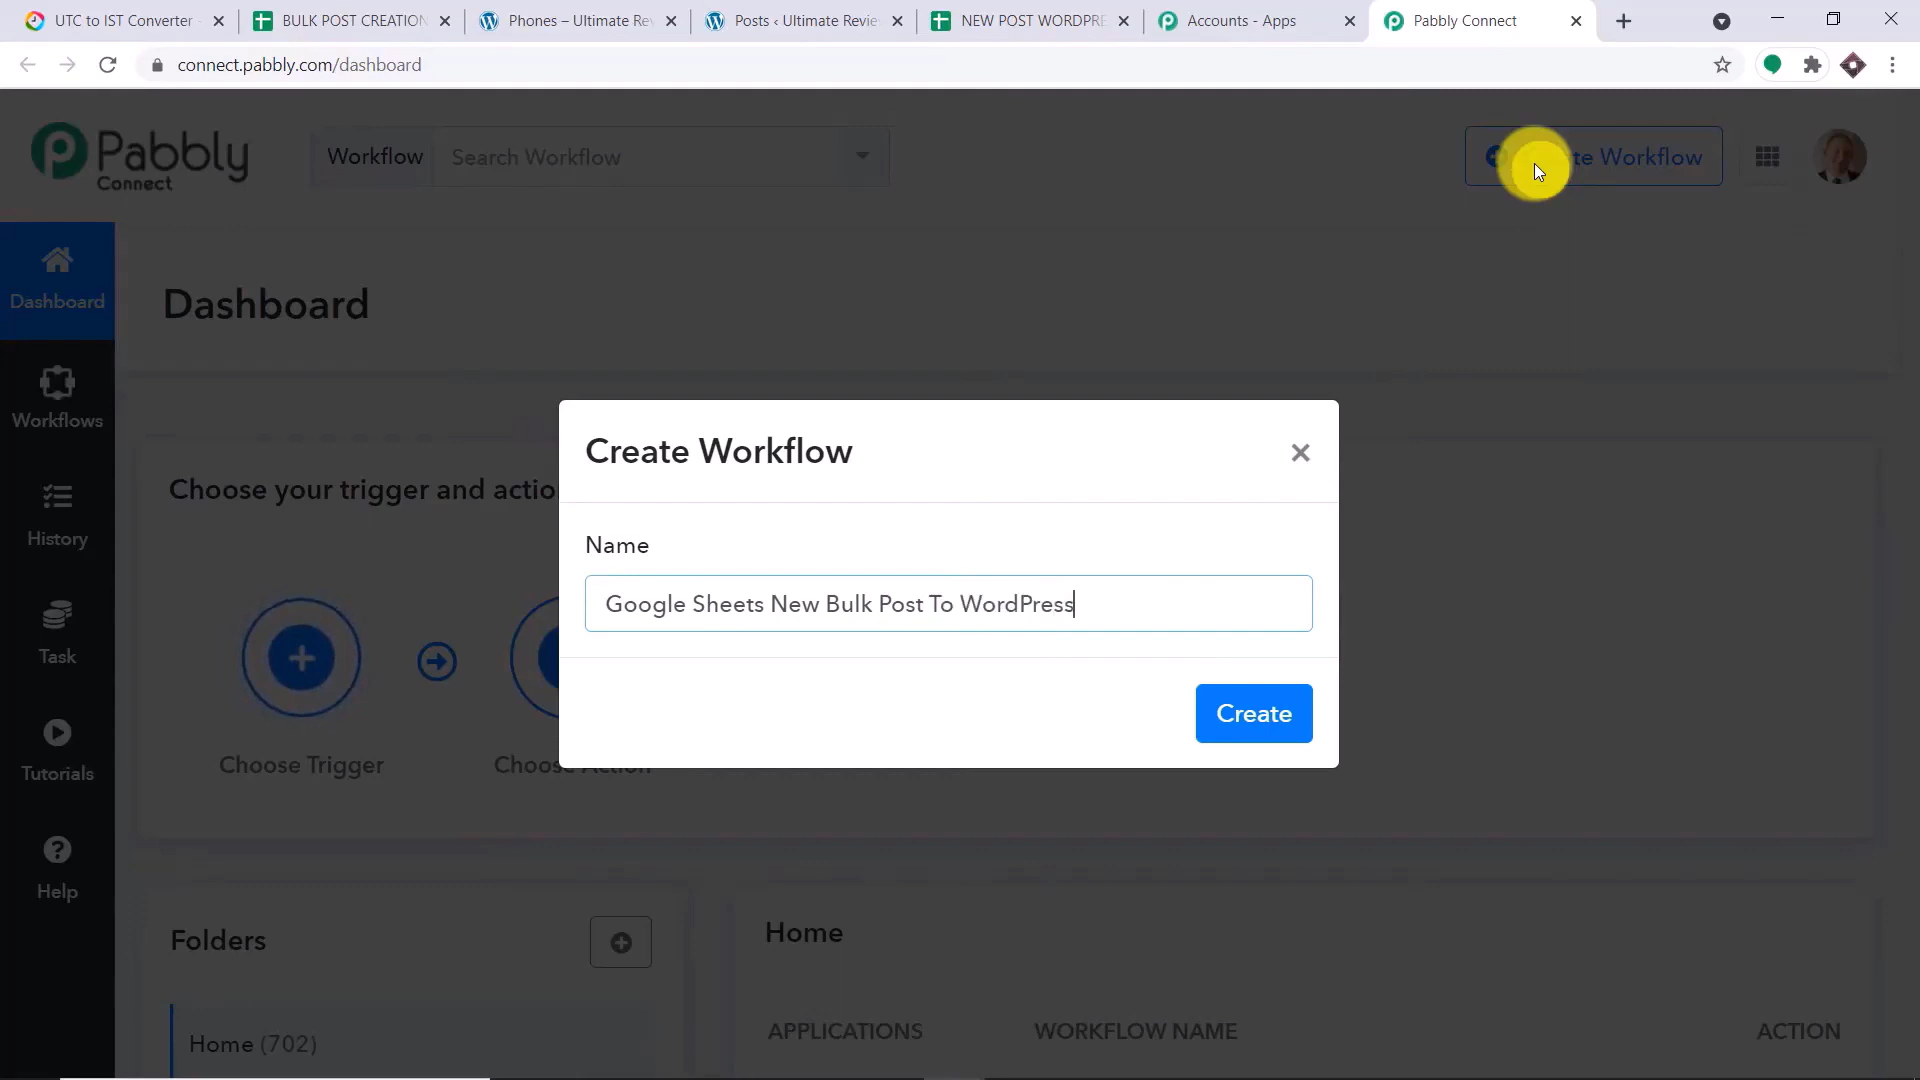 UTC to IST Converter
BULK POST CREATION
Phones – Ultimate Re
Posts ‹ Ultimate Revie
NEW POST WORDPRE
Accounts - Apps
Pabbly Connect
connect.pabbly.com/dashboard
Pabbly
Connect
Workflow
Search Workflow
te Workflow
Dashboard
Dashboard
Workflows
History
Task
Tutorials
Help
Create Workflow
Name
Google Sheets New Bulk Post To WordPress
Create
Choose your trigger and actio
Choose Trigger
Choose Action
Folders
Home (702)
Home
APPLICATIONS
WORKFLOW NAME
ACTION